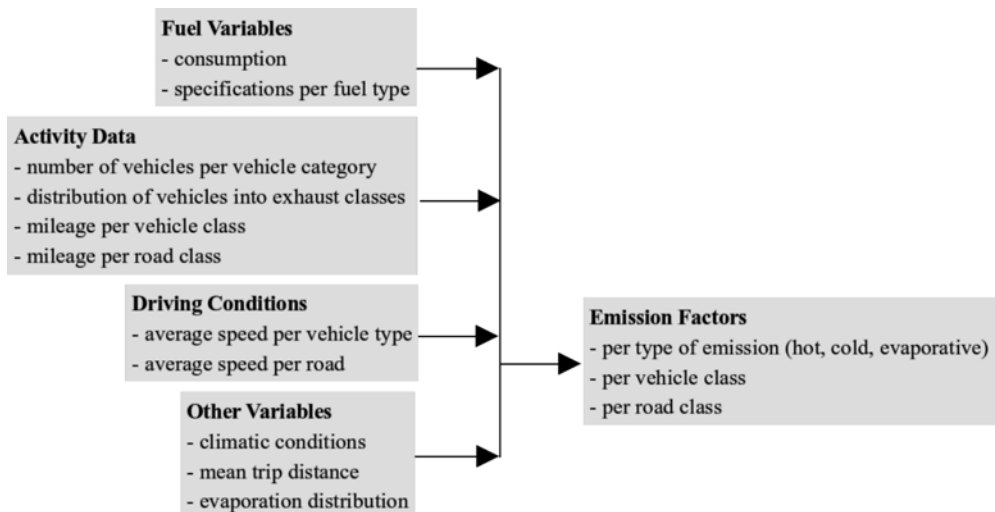 Fuel Variables
- consumption
- specifications per fuel type
Activity Data
- number of vehicles per vehicle category
- distribution of vehicles into exhaust classes
- mileage per vehicle class
- mileage per road class
Driving Conditions
- average speed per vehicle type
- average speed per road
Other Variables
- climatic conditions
- mean trip distance
- evaporation distribution
Emission Factors
- per type of emission (hot, cold, evaporative)
- per vehicle class
- per road class